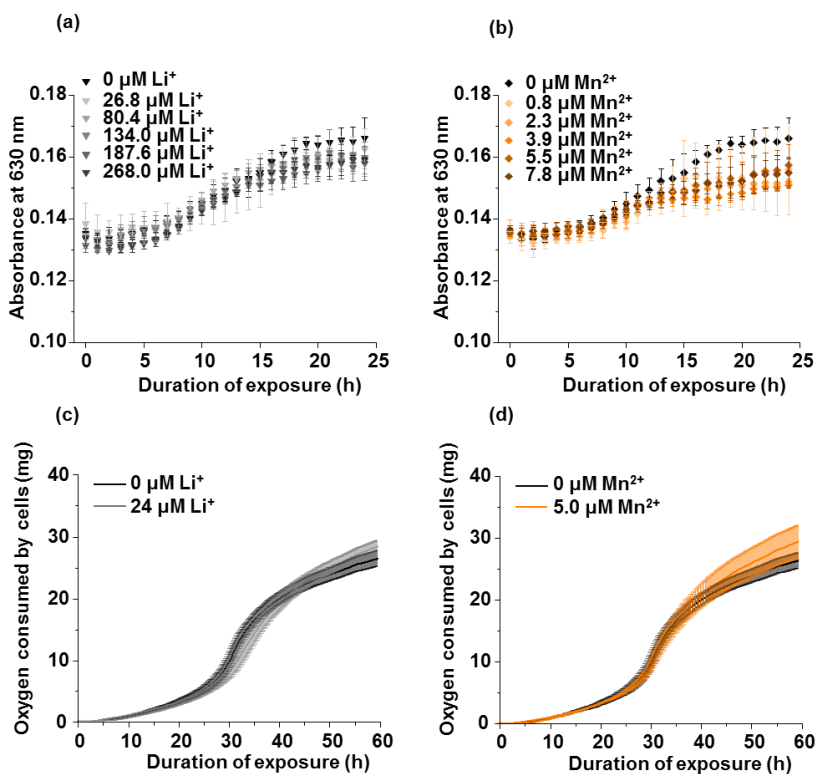 (a)
0 µM Li⁺
26.8 µM Li⁺
80.4 µM Li⁺
134.0 µM Li⁺
187.6 µM Li⁺
268.0 µM Li⁺
Absorbance at 630 nm
0.18
0.16
0.14
0.12
0.10
0 5 10 15 20 25
Duration of exposure (h)
(b)
0 µM Mn²⁺
0.8 µM Mn²⁺
2.3 µM Mn²⁺
3.9 µM Mn²⁺
5.5 µM Mn²⁺
7.8 µM Mn²⁺
Absorbance at 630 nm
0.18
0.16
0.14
0.12
0.10
0 5 10 15 20 25
Duration of exposure (h)
(c)
0 µM Li⁺
24 µM Li⁺
Oxygen consumed by cells (mg)
40
30
20
10
0
0 10 20 30 40 50 60
Duration of exposure (h)
(d)
0 µM Mn²⁺
5.0 µM Mn²⁺
Oxygen consumed by cells (mg)
40
30
20
10
0
0 10 20 30 40 50 60
Duration of exposure (h)